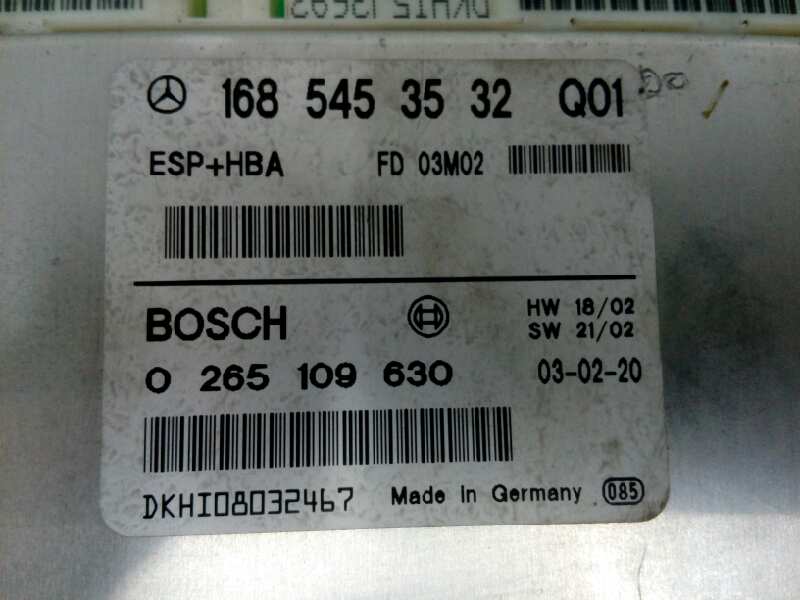 168 545 35 32 Q01
ESP+HBA FD 03M02
BOSCH
HW 18/02
SW 21/02
0 265 109 630 03-02-20
DKHI08032467 Made in Germany 085